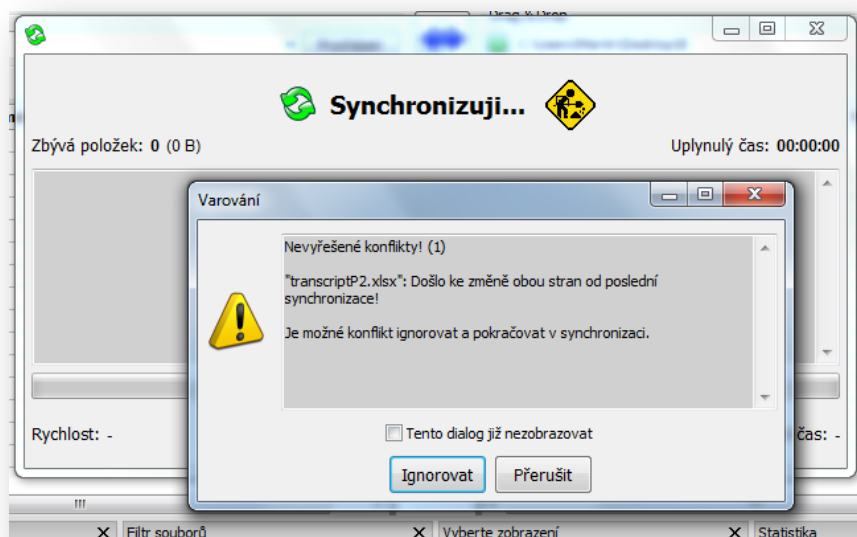 Drag & Drop
Synchronizuji...
Zbývá položek: 0 (0 B)
Uplynulý čas: 00:00:00
Varování
Nevyřešené konflikty! (1)
"transcriptP2.xlsx": Došlo ke změně obou stran od poslední
synchronizace!
Je možné konflikt ignorovat a pokračovat v synchronizaci.
Rychlost: -
čas: -
Tento dialog již nezobrazovat
Ignorovat
Přerušit
Filtr souborů
Vyberte zobrazení
Statistika